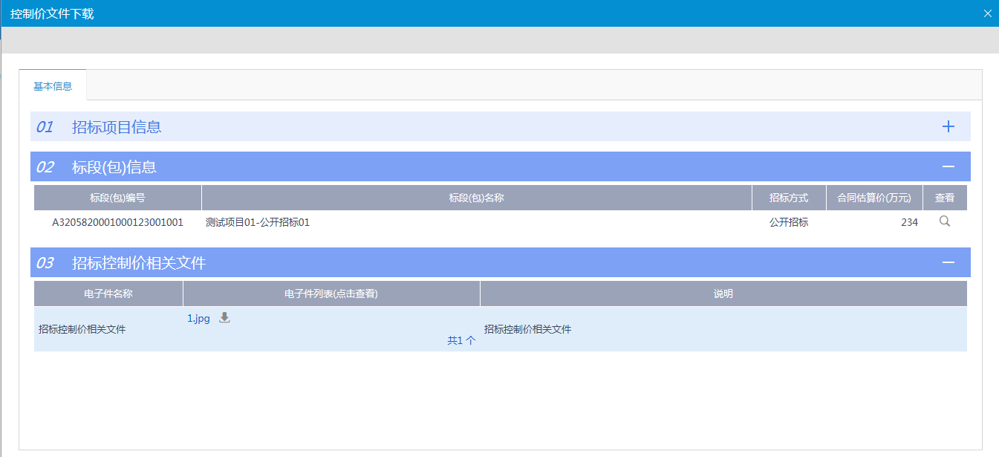 控制价文件下载
基本信息
01 招标项目信息
02 标段(包)信息
标段(包)编号 标段(包)名称 招标方式 合同估算价(万元) 查看
A3205820001000123001001 测试项目01-公开招标01 公开招标 234
03 招标控制价相关文件
电子件名称 电子件列表(点击查看) 说明
1.jpg
招标控制价相关文件 招标控制价相关文件
共1 个